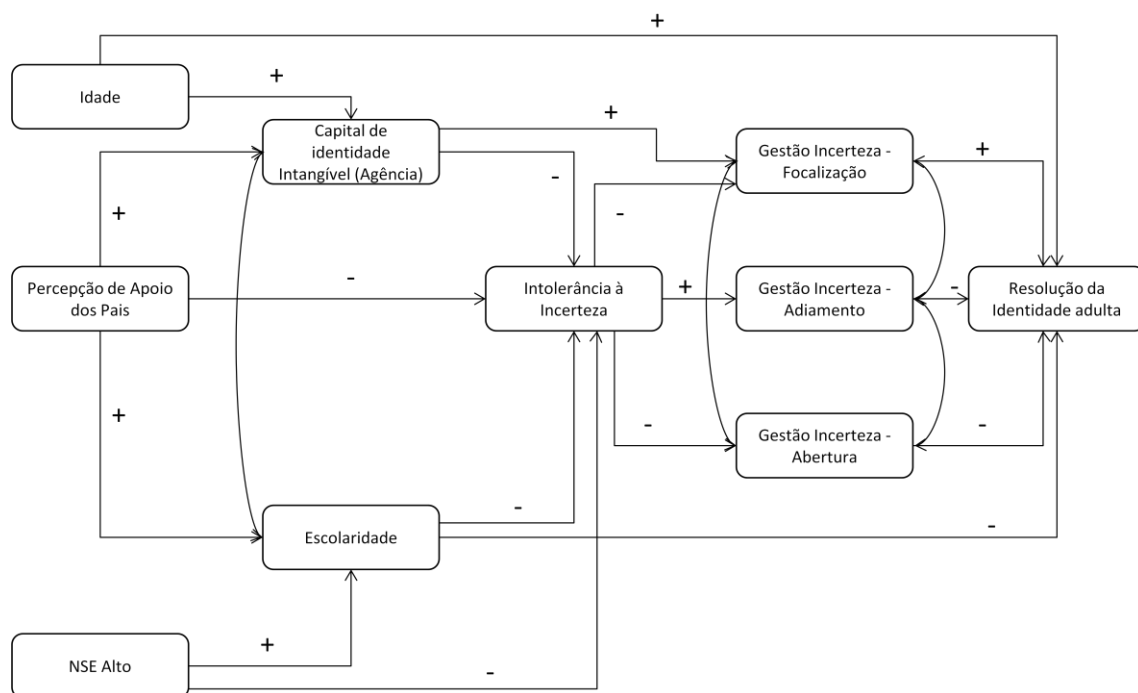 +
Idade
+
Capital de
identidade
Intangível (Agência)
+
Gestão Incerteza -
Focalização
+
-
-
+
Percepção de Apoio
dos Pais
-
Intolerância à
Incerteza
+
Gestão Incerteza -
Adiamento
-
Resolução da
Identidade adulta
+
-
Gestão Incerteza -
Abertura
-
Escolaridade
-
-
NSE Alto
+
-